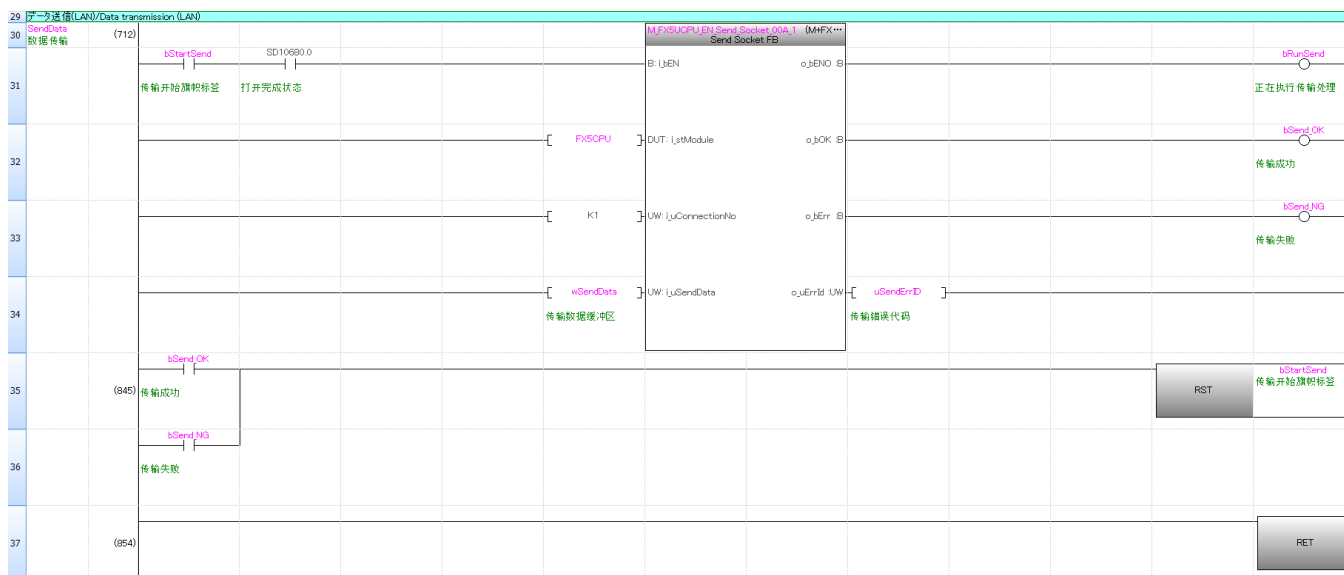 29 データ送信(LAN)/Data transmission (LAN)
30 SendData (712) M_FX5UCPU_EN_Send_Socket_00A_1 (M+FX…
数据传输 Send Socket FB
bStartSend SD10680.0 B: i_bEN o_bENO :B bRunSend
31 传输开始旗帜标签 打开完成状态 正在执行传输处理
FX5CPU DUT: i_stModule o_bOK :B bSend_OK
32 传输成功
K1 UW: i_uConnectionNo o_bErr :B bSend_NG
33 传输失败
wSendData UW: i_uSendData o_uErrId :UW uSendErrID
34 传输数据缓冲区 传输错误代码
bSend_OK bStartSend
35 (845) 传输成功 RST 传输开始旗帜标签
bSend_NG
36 传输失败
37 (854) RET